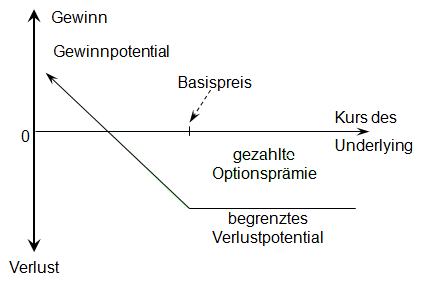 Gewinn
Gewinnpotential
Basispreis
Kurs des
Underlying
0
gezahlte
Optionsprämie
begrenztes
Verlustpotential
Verlust